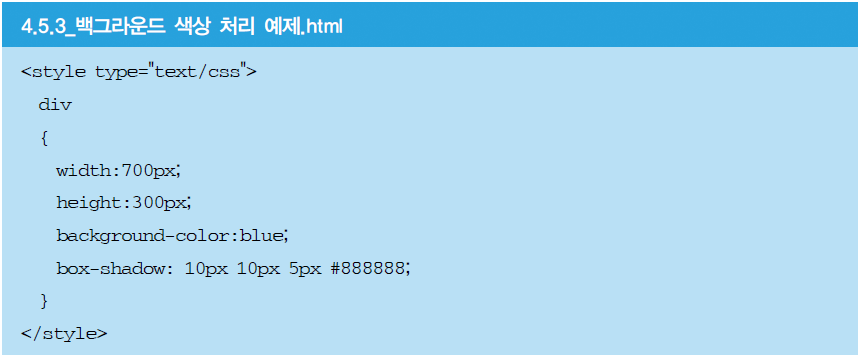 4.5.3_백그라운드 색상 처리 예제.html
<style type="text/css">
div
{
width:700px;
height:300px;
background-color:blue;
box-shadow: 10px 10px 5px #888888;
}
</style>